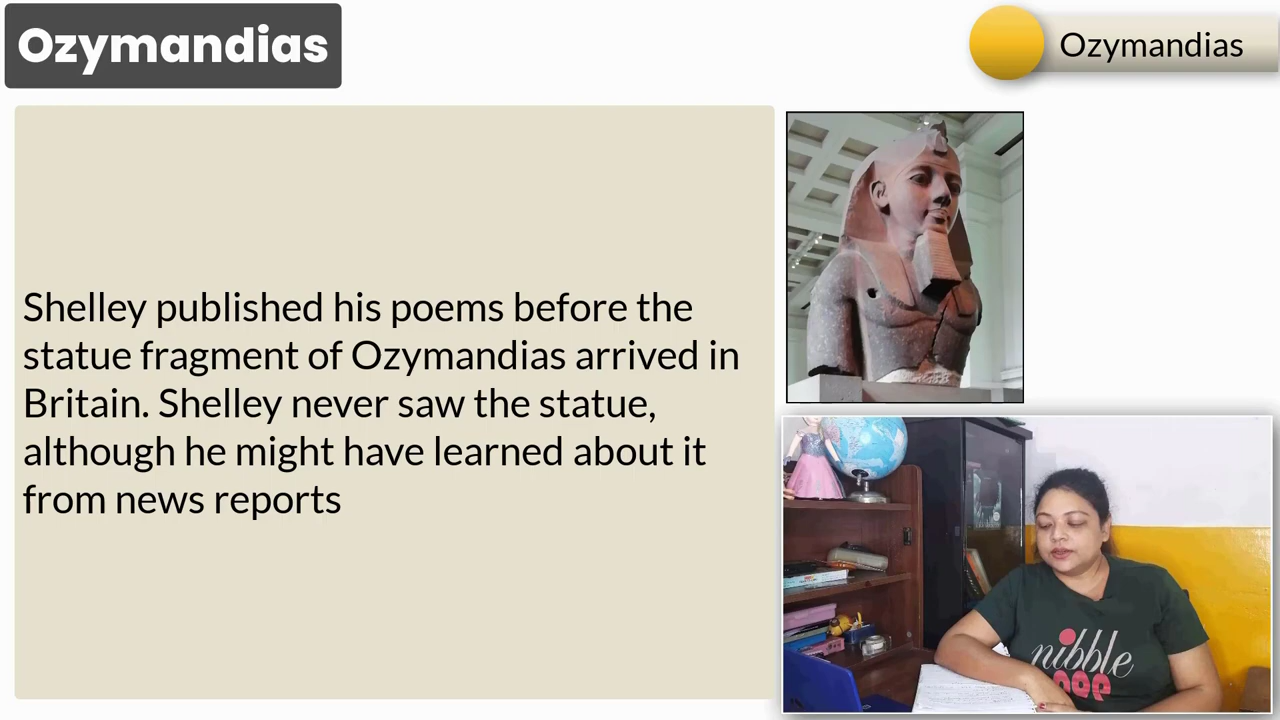 Ozymandias
Ozymandias
Shelley published his poems before the
statue fragment of Ozymandias arrived in
Britain. Shelley never saw the statue,
although he might have learned about it
from news reports
nibble